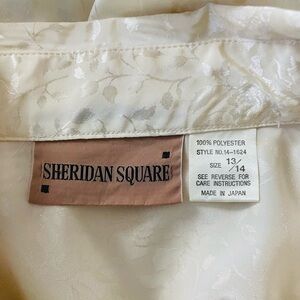 SHERIDAN SQUARE
100% POLYESTER
STYLE NO.14-1624
SIZE 13/14
SEE REVERSE FOR
CARE INSTRUCTIONS
MADE IN JAPAN